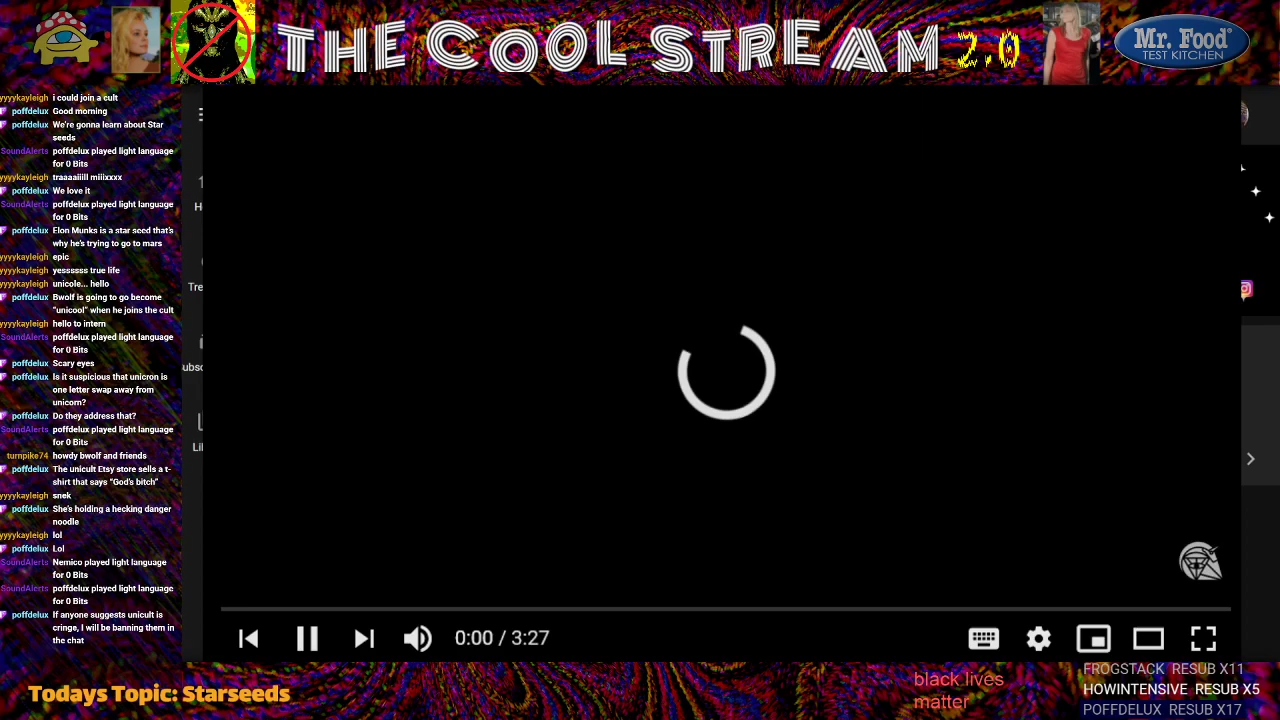 THE COOL STREAM 2.0
Mr. Food
TEST KITCHEN
yyyykayleigh i could join a cult
poffdelux Good morning
poffdelux We're gonna learn about Star
seeds
SoundAlerts poffdelux played light language
for 0 Bits
yyyykayleigh traaaaiiill miiixxxx
poffdelux We love it
SoundAlerts poffdelux played light language
for 0 Bits
poffdelux Elon Munks is a star seed that's
why he's trying to go to mars
yyyykayleigh epic
yyyykayleigh yessssss true life
yyyykayleigh unicole... hello
poffdelux Bwolf is going to go become
"unicool" when he joins the cult
yyyykayleigh hello to intern
SoundAlerts poffdelux played light language
for 0 Bits
poffdelux Scary eyes
poffdelux Is it suspicious that unicron is
one letter swap away from
unicorn?
poffdelux Do they address that?
SoundAlerts poffdelux played light language
for 0 Bits
turnpike74 howdy bwolf and friends
poffdelux The unicult Etsy store sells a t-
shirt that says "God's bitch"
yyyykayleigh snek
poffdelux She's holding a hecking danger
noodle
yyyykayleigh lol
poffdelux Lol
SoundAlerts Nemico played light language
for 0 Bits
SoundAlerts poffdelux played light language
for 0 Bits
poffdelux If anyone suggests unicult is
cringe, I will be banning them in
the chat
H
Tre
ubsc
Lil
0:00 / 3:27
Todays Topic: Starseeds
black lives
matter
FROGSTACK RESUB X11
HOWINTENSIVE RESUB X5
POFFDELUX RESUB X17